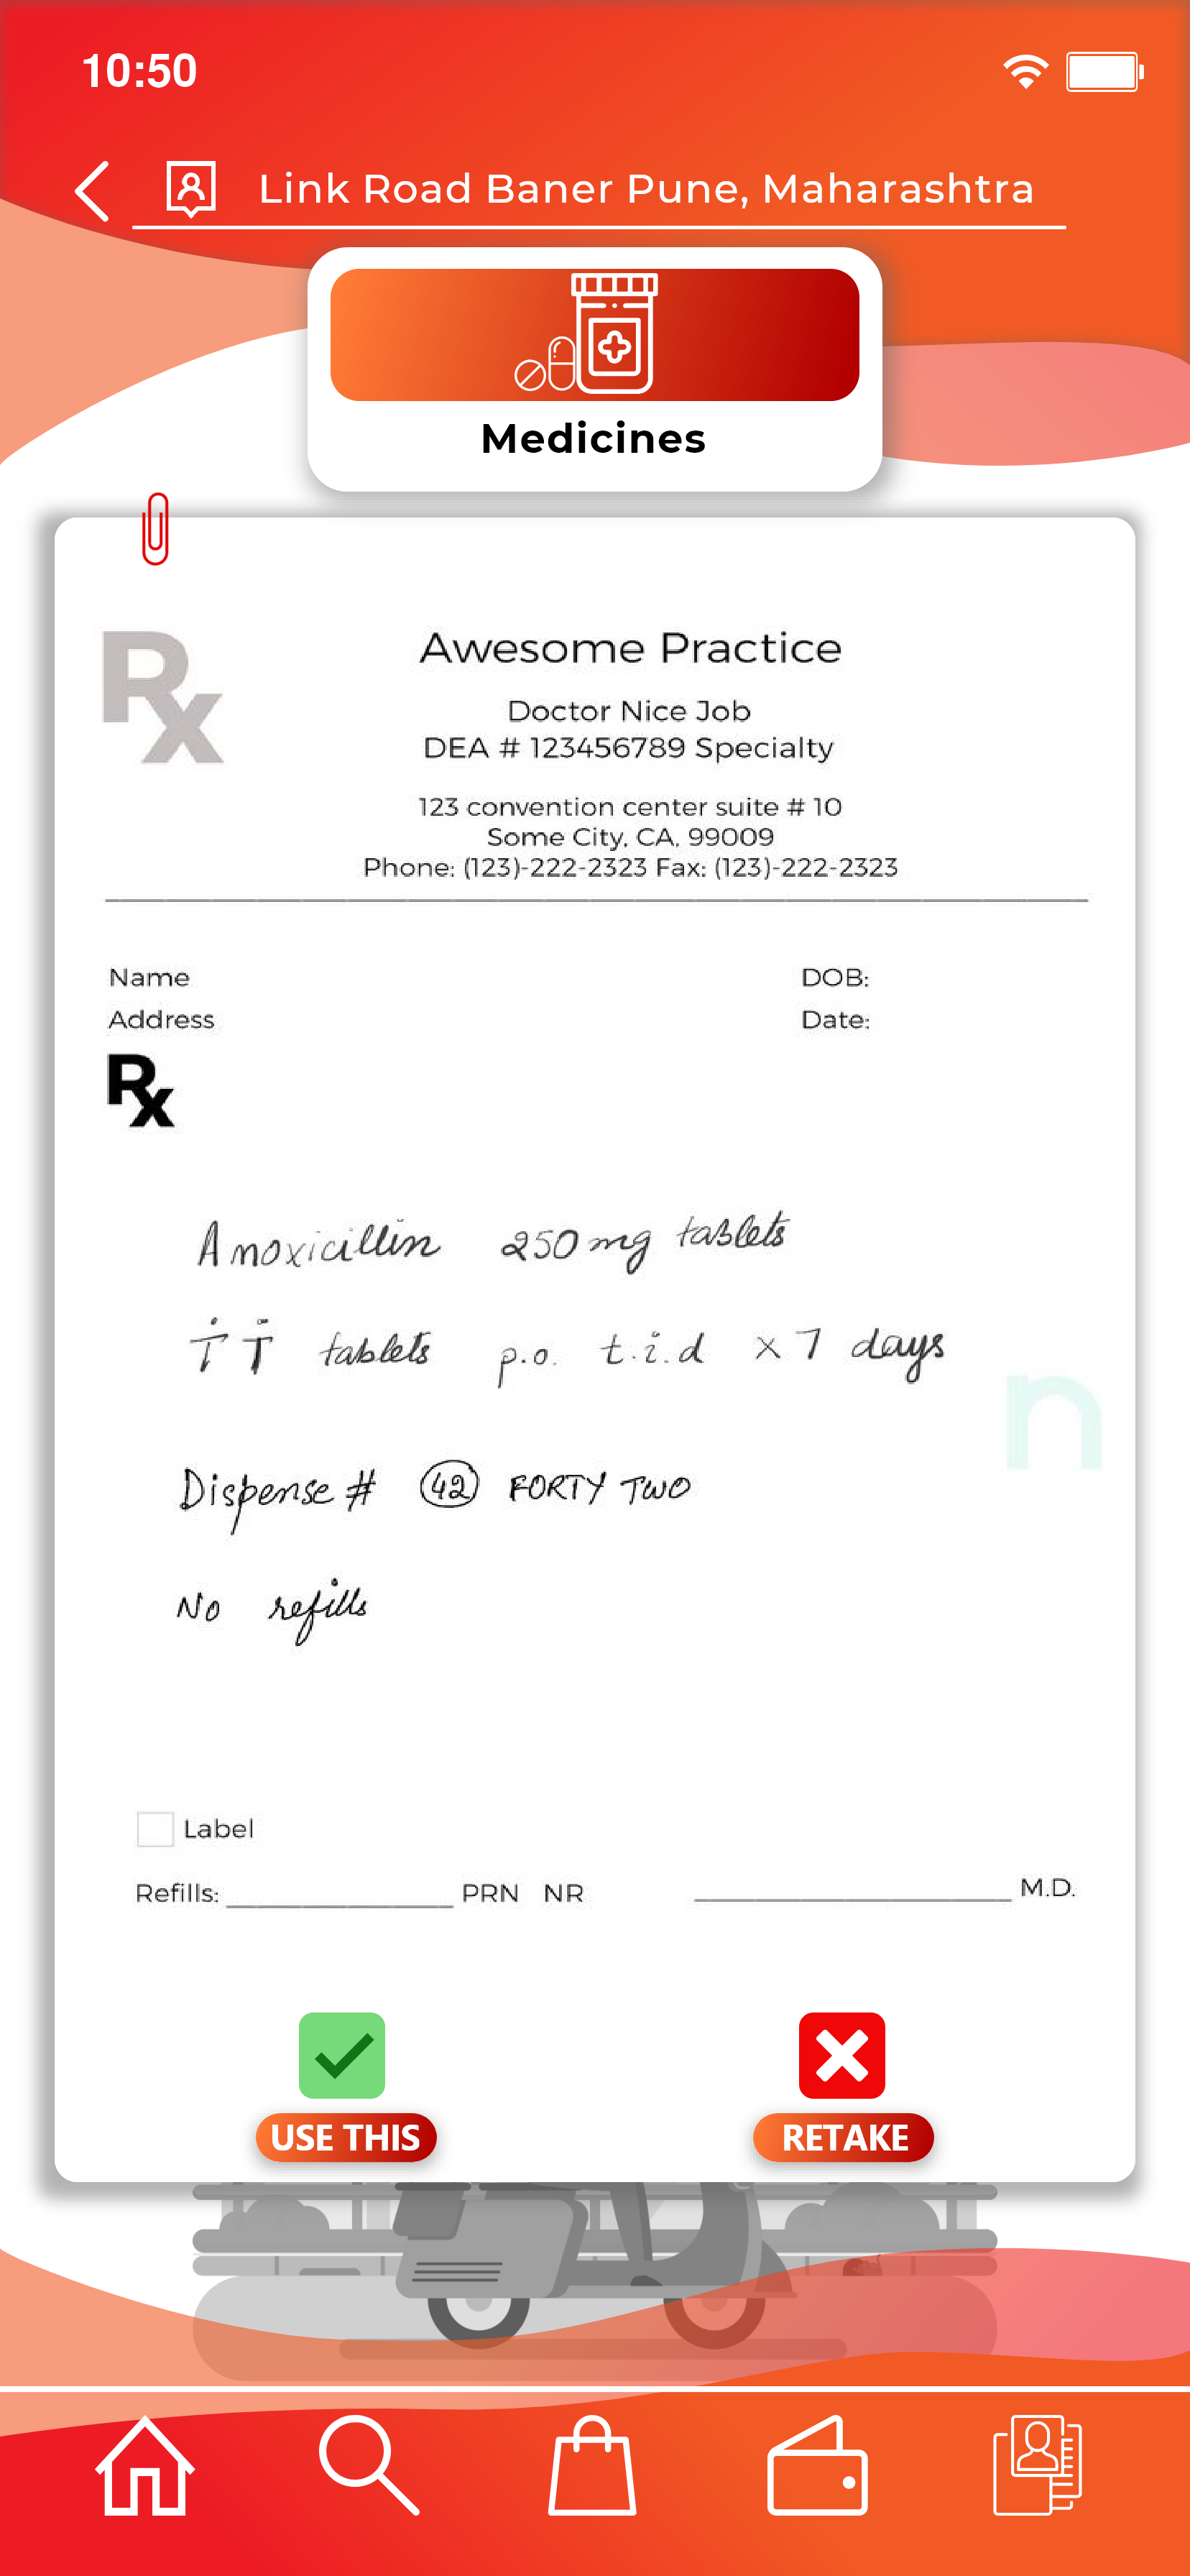 10:50
Link Road Baner Pune, Maharashtra
Medicines
Rx
Awesome Practice
Doctor Nice Job
DEA # 123456789 Specialty
123 convention center suite # 10
Some City, CA, 99009
Phone: (123)-222-2323 Fax: (123)-222-2323
Name DOB:
Address Date:
Rx
Amoxicillin 250 mg tablets
i i tablets p.o. t.i.d x 7 days
n
Dispense # 42 FORTY TWO
No refills
Label
Refills: PRN NR M.D.
USE THIS RETAKE